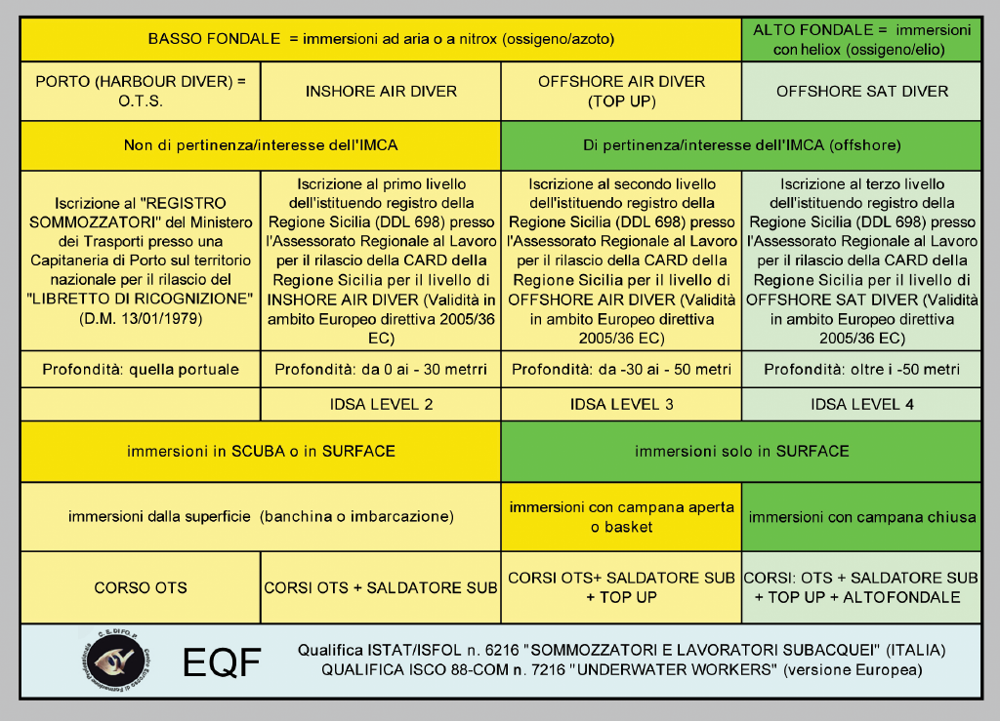 BASSO FONDALE = immersioni ad aria o a nitrox (ossigeno/azoto)
ALTO FONDALE = immersioni
con heliox (ossigeno/elio)
PORTO (HARBOUR DIVER) =
O.T.S.
INSHORE AIR DIVER
OFFSHORE AIR DIVER
(TOP UP)
OFFSHORE SAT DIVER
Non di pertinenza/interesse dell'IMCA
Di pertinenza/interesse dell'IMCA (offshore)
Iscrizione al "REGISTRO
SOMMOZZATORI" del Ministero
dei Trasporti presso una
Capitaneria di Porto sul territorio
nazionale per il rilascio del
"LIBRETTO DI RICOGNIZIONE"
(D.M. 13/01/1979)
Iscrizione al primo livello
dell'istituendo registro della
Regione Sicilia (DDL 698) presso
l'Assessorato Regionale al Lavoro
per il rilascio della CARD della
Regione Sicilia per il livello di
INSHORE AIR DIVER (Validità in
ambito Europeo direttiva 2005/36
EC)
Iscrizione al secondo livello
dell'istituendo registro della
Regione Sicilia (DDL 698) presso
l'Assessorato Regionale al Lavoro
per il rilascio della CARD della
Regione Sicilia per il livello di
OFFSHORE AIR DIVER (Validità
in ambito Europeo direttiva
2005/36 EC)
Iscrizione al terzo livello
dell'istituendo registro della
Regione Sicilia (DDL 698) presso
l'Assessorato Regionale al Lavoro
per il rilascio della CARD della
Regione Sicilia per il livello di
OFFSHORE SAT DIVER (Validità
in ambito Europeo direttiva
2005/36 EC)
Profondità: quella portuale
Profondità: da 0 ai - 30 metrri
Profondità: da -30 ai - 50 metri
Profondità: oltre i -50 metri
IDSA LEVEL 2
IDSA LEVEL 3
IDSA LEVEL 4
immersioni in SCUBA o in SURFACE
immersioni solo in SURFACE
immersioni dalla superficie (banchina o imbarcazione)
immersioni con campana aperta
o basket
immersioni con campana chiusa
CORSO OTS
CORSI OTS + SALDATORE SUB
CORSI OTS+ SALDATORE SUB
+ TOP UP
CORSI: OTS + SALDATORE SUB
+ TOP UP + ALTOFONDALE
C. E. DI FO. P.
Centro Europeo di Formazione Professionale
EQF
Qualifica ISTAT/ISFOL n. 6216 "SOMMOZZATORI E LAVORATORI SUBACQUEI" (ITALIA)
QUALIFICA ISCO 88-COM n. 7216 "UNDERWATER WORKERS" (versione Europea)